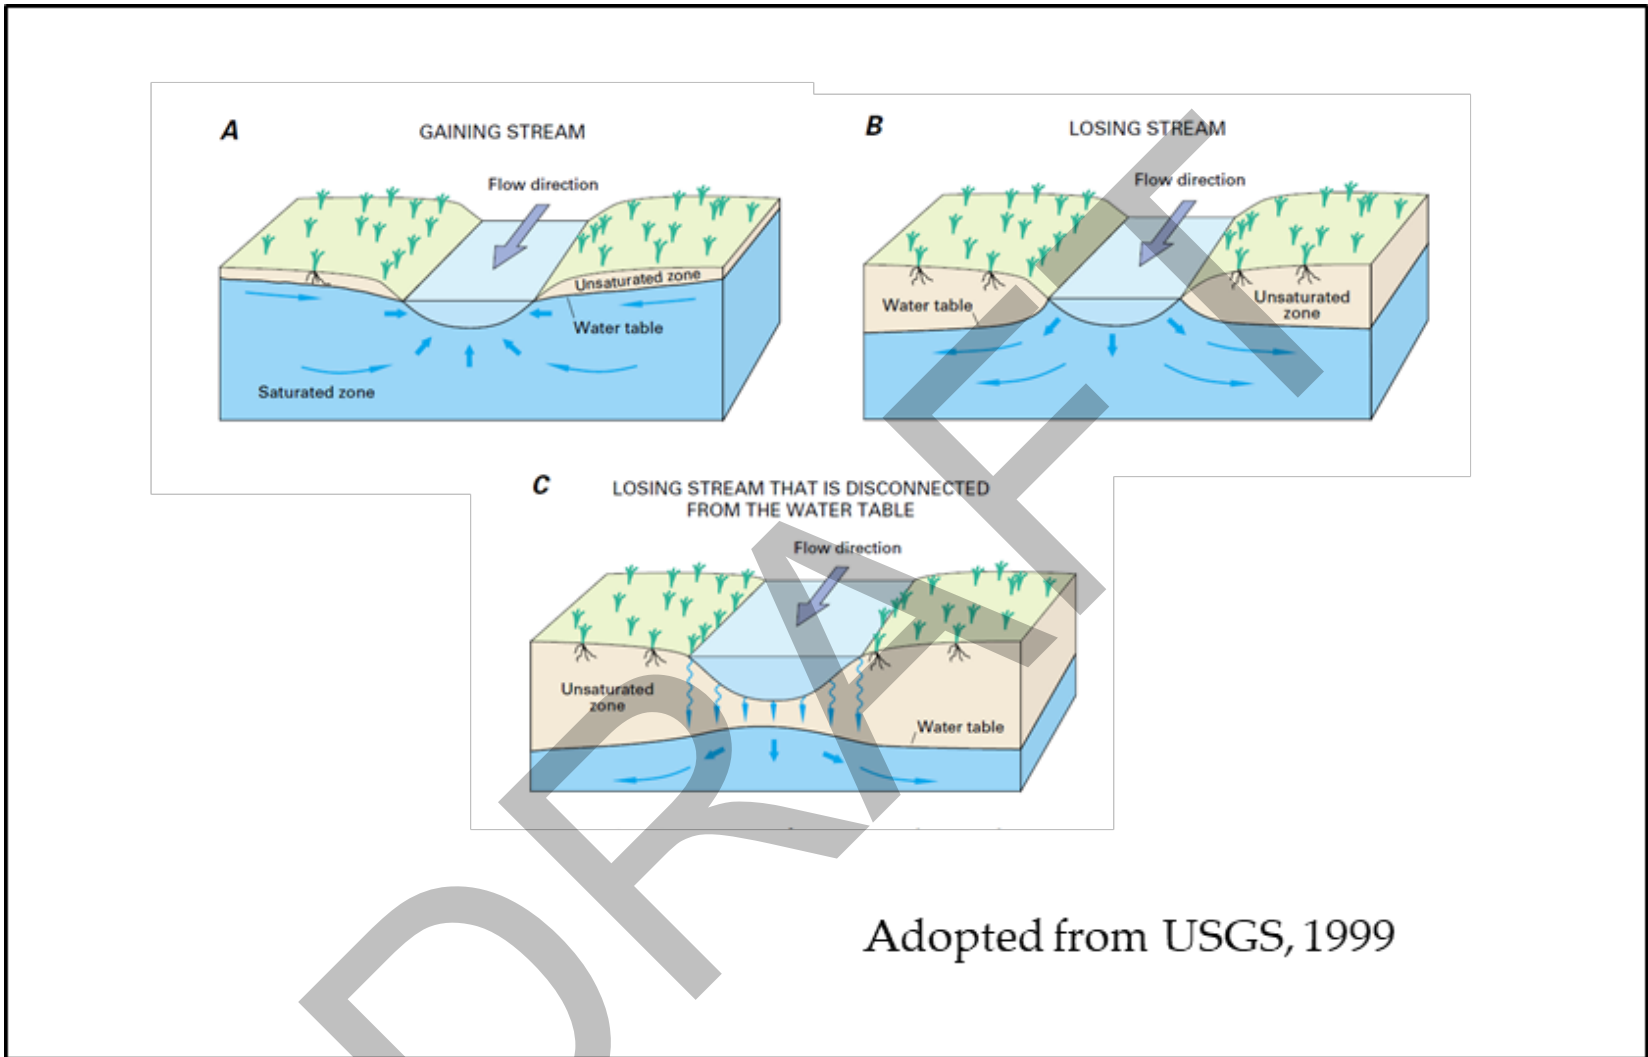 A
GAINING STREAM
Flow direction
Unsaturated zone
Water table
Saturated zone
B
LOSING STREAM
Flow direction
Water table
Unsaturated
zone
C
LOSING STREAM THAT IS DISCONNECTED
FROM THE WATER TABLE
Flow direction
Unsaturated
zone
Water table
Adopted from USGS, 1999
DRAFT